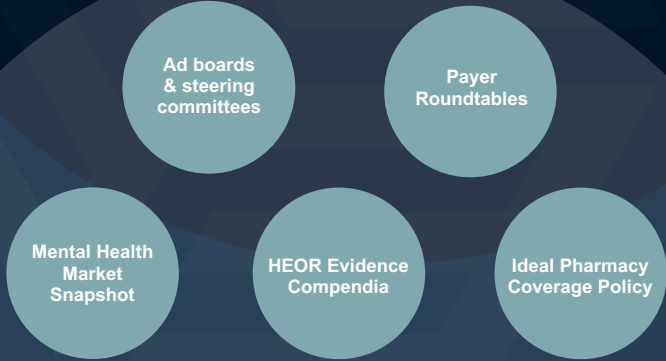 Ad boards
& steering
committees
Payer
Roundtables
Mental Health
Market
Snapshot
HEOR Evidence
Compendia
Ideal Pharmacy
Coverage Policy